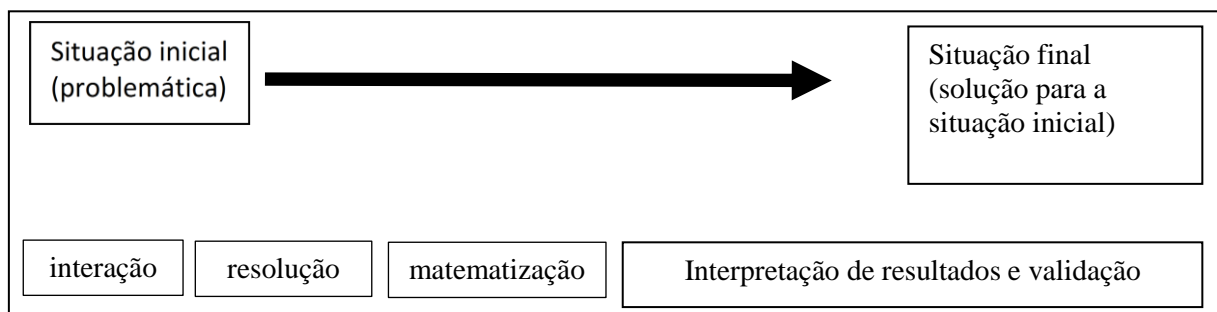 Situação inicial
(problemática)
Situação final
(solução para a
situação inicial)
interação
resolução
matematização
Interpretação de resultados e validação